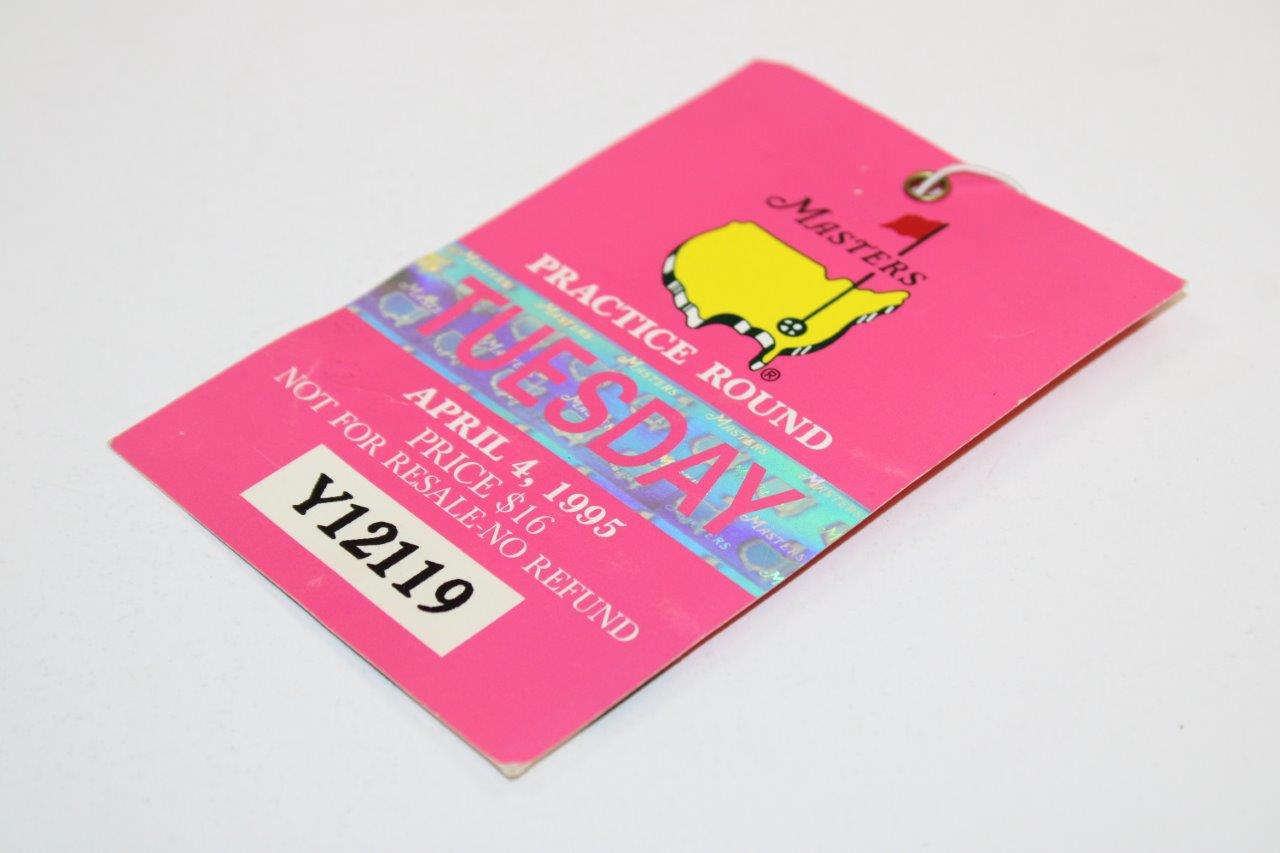 MASTERS
®
PRACTICE ROUND
TUESDAY
APRIL 4, 1995
PRICE $16
NOT FOR RESALE-NO REFUND
Y12119